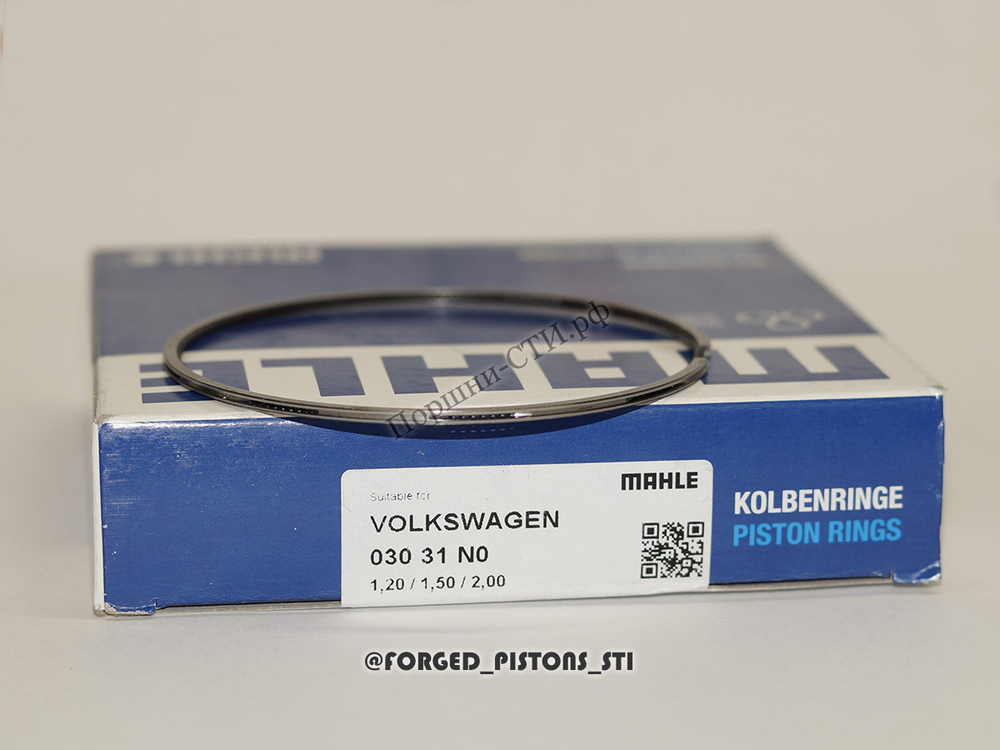 MAHLE
Поршни-СТИ.рф
Suitable for
MAHLE
VOLKSWAGEN
030 31 N0
1,20 / 1,50 / 2,00
KOLBENRINGE
PISTON RINGS
@FORGED_PISTONS_STI